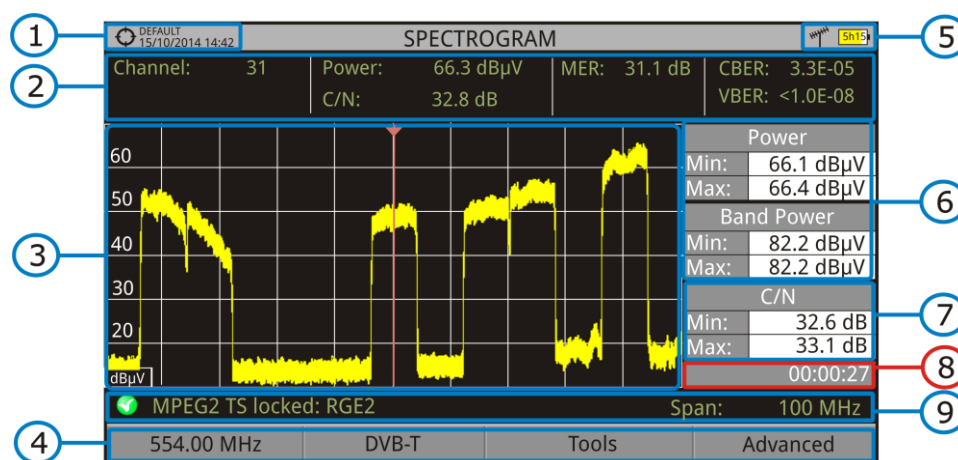 1
DEFAULT
15/10/2014 14:42
SPECTROGRAM
5h15
5
2
Channel: 31
Power: 66.3 dBµV
MER: 31.1 dB
CBER: 3.3E-05
C/N: 32.8 dB
VBER: <1.0E-08
3
60
50
40
30
20
dBµV
Power
Min: 66.1 dBµV
Max: 66.4 dBµV
Band Power
Min: 82.2 dBµV
Max: 82.2 dBµV
6
C/N
Min: 32.6 dB
Max: 33.1 dB
7
00:00:27
8
MPEG2 TS locked: RGE2
Span: 100 MHz
9
4
554.00 MHz
DVB-T
Tools
Advanced